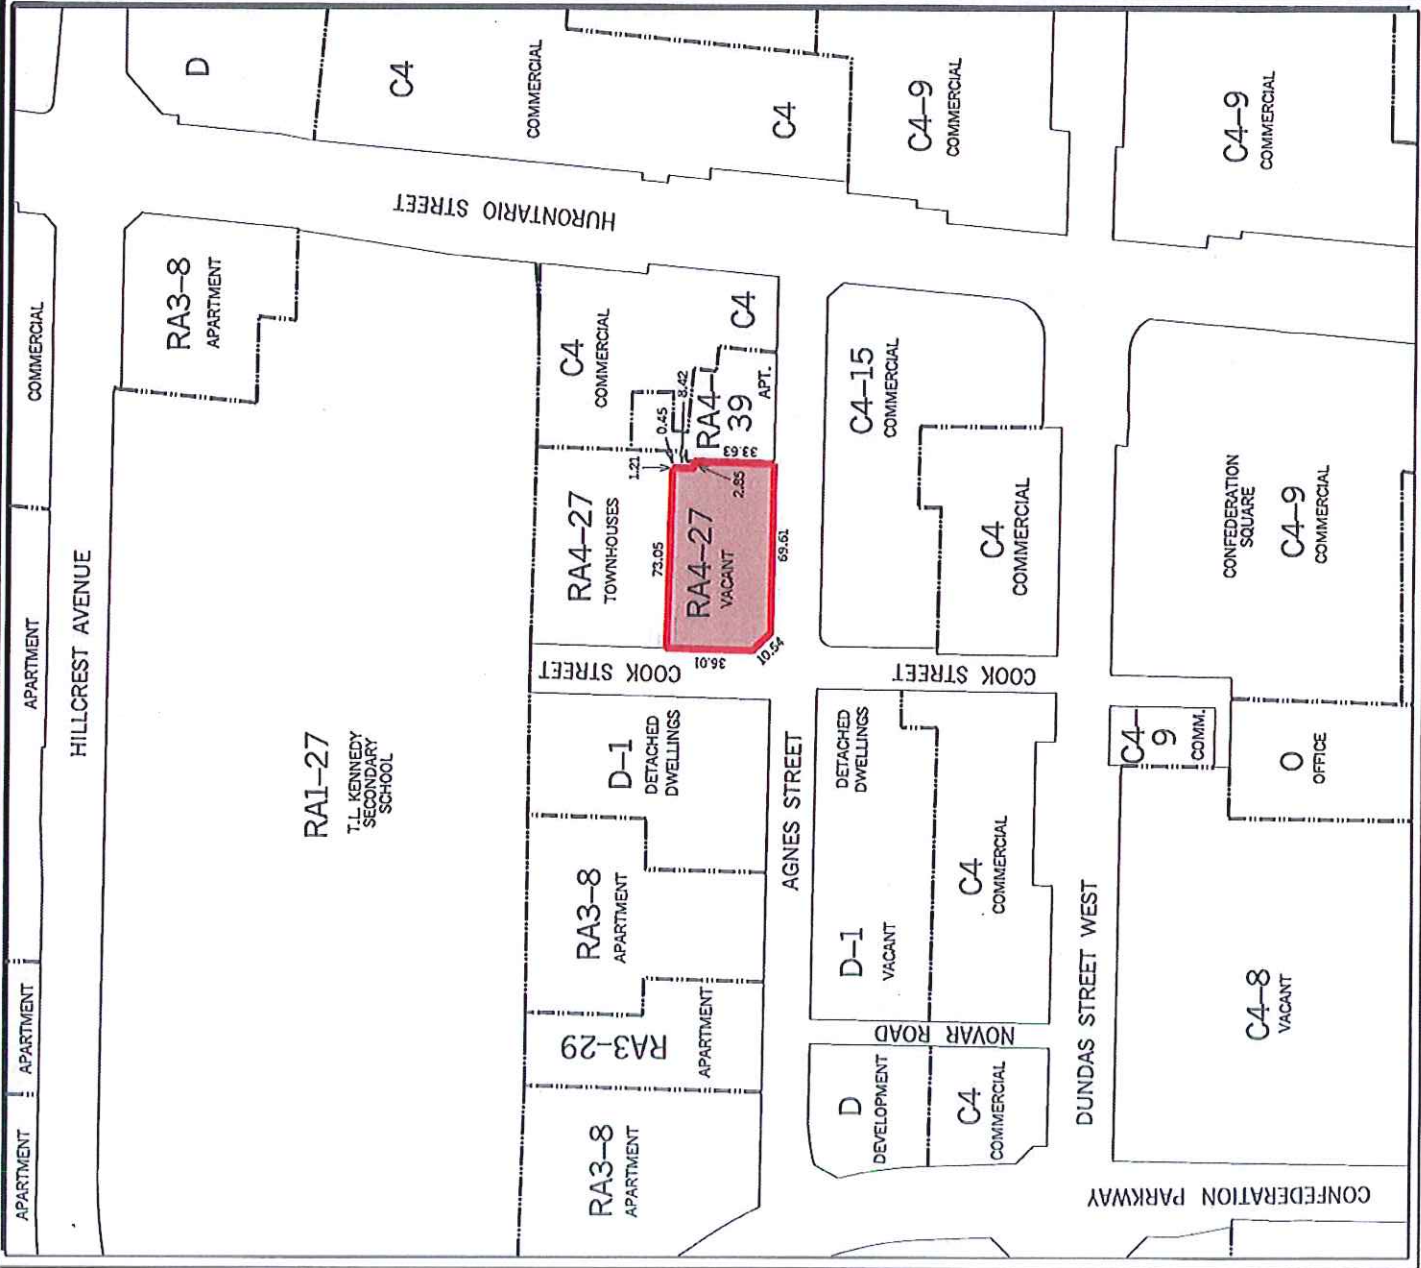 APARTMENT
APARTMENT
APARTMENT
COMMERCIAL
HILLCREST AVENUE
D
RA3-8
APARTMENT
RA1-27
T.L. KENNEDY
SECONDARY
SCHOOL
C4
COMMERCIAL
C4
HURONTARIO STREET
RA3-8
APARTMENT
RA3-29
APARTMENT
RA3-8
APARTMENT
D-1
DETACHED
DWELLINGS
COOK STREET
RA4-27
TOWNHOUSES
C4
COMMERCIAL
1.21
0.45
8.42
73.05
36.01
RA4-27
VACANT
2.85
33.63
10.54
69.61
RA4-
39
APT.
C4
AGNES STREET
D
DEVELOPMENT
C4
COMMERCIAL
NOVAR ROAD
D-1
VACANT
DETACHED
DWELLINGS
C4
COMMERCIAL
COOK STREET
C4-15
COMMERCIAL
C4
COMMERCIAL
C4-9
COMMERCIAL
DUNDAS STREET WEST
CONFEDERATION PARKWAY
C4-8
VACANT
C4-
9
COMM.
O
OFFICE
CONFEDERATION
SQUARE
C4-9
COMMERCIAL
C4-9
COMMERCIAL